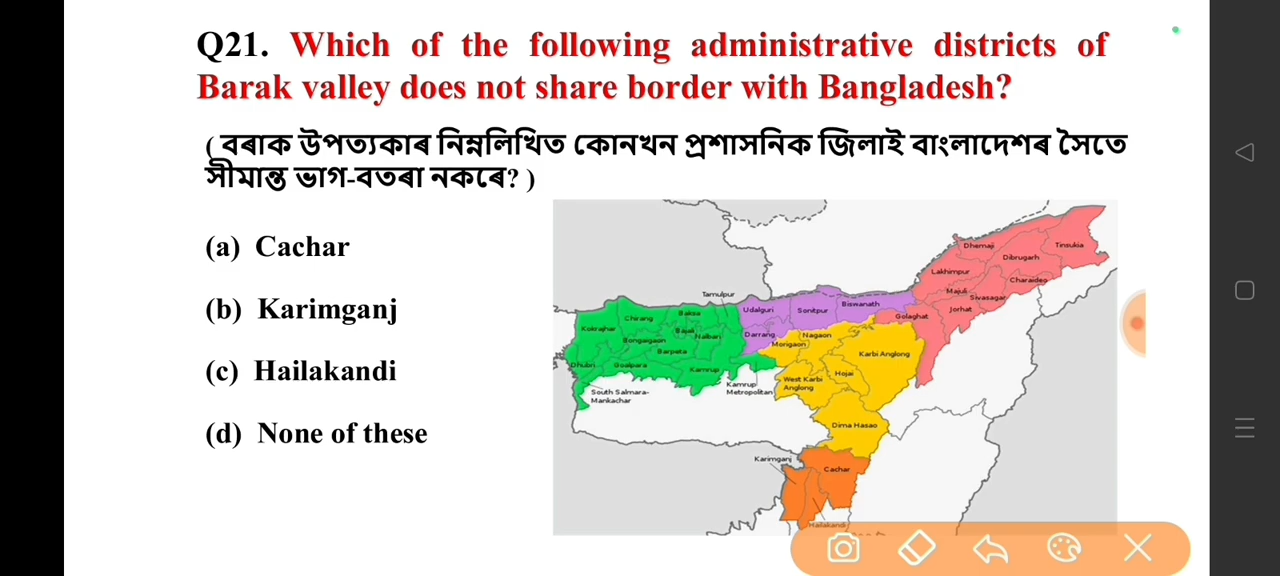 Q21. Which of the following administrative districts of
Barak valley does not share border with Bangladesh?
( বৰাক উপত্যকাৰ নিম্নলিখিত কোনখন প্ৰশাসনিক জিলাই বাংলাদেশৰ সৈতে
সীমান্ত ভাগ-বতৰা নকৰে? )
(a) Cachar
(b) Karimganj
(c) Hailakandi
(d) None of these
Dhemaji
Tinsukia
Dibrugarh
Lakhimpur
Charaideo
Majuli
Sivasagar
Jorhat
Golaghat
Tamulpur
Udalguri
Sonitpur
Biswanath
Kokrajhar
Chirang
Baksa
Bajali
Nalbari
Bongaigaon
Barpeta
Darrang
Nagaon
Morigaon
Karbi Anglong
Dhubri
Goalpara
Kamrup
Hojai
West Karbi
Anglong
Kamrup
Metropolitan
South Salmara-
Mankachar
Dima Hasao
Karimganj
Cachar
Hailakandi